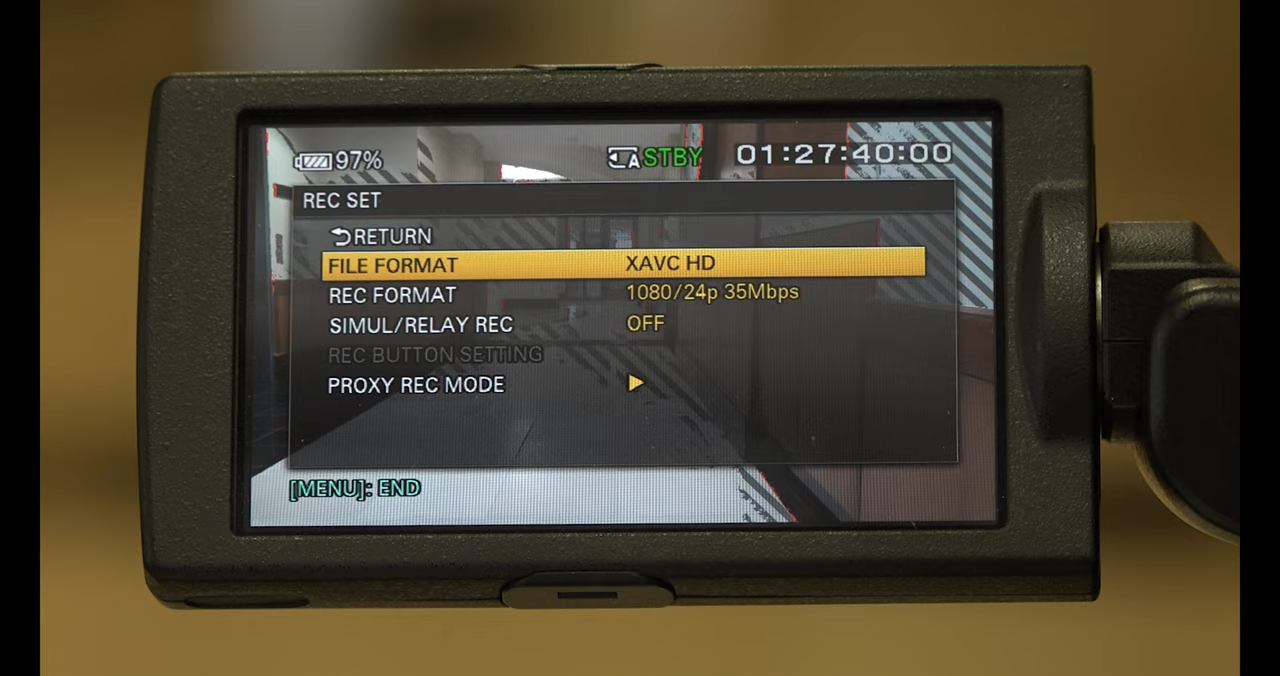 97% A STBY 01:27:40:00
REC SET
RETURN
FILE FORMAT XAVC HD
REC FORMAT 1080/24p 35Mbps
SIMUL/RELAY REC OFF
REC BUTTON SETTING
PROXY REC MODE
[MENU]: END